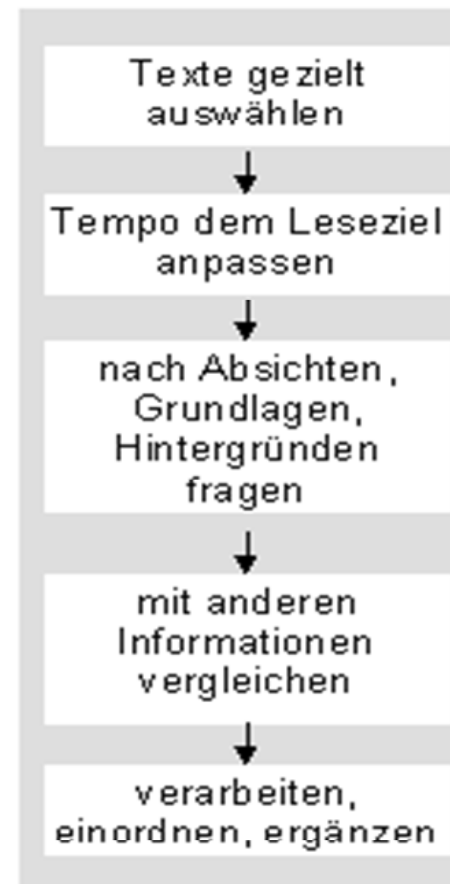 Texte gezielt
auswählen
Tempo dem Leseziel
anpassen
nach Absichten,
Grundlagen,
Hintergründen
fragen
mit anderen
Informationen
vergleichen
verarbeiten,
einordnen, ergänzen